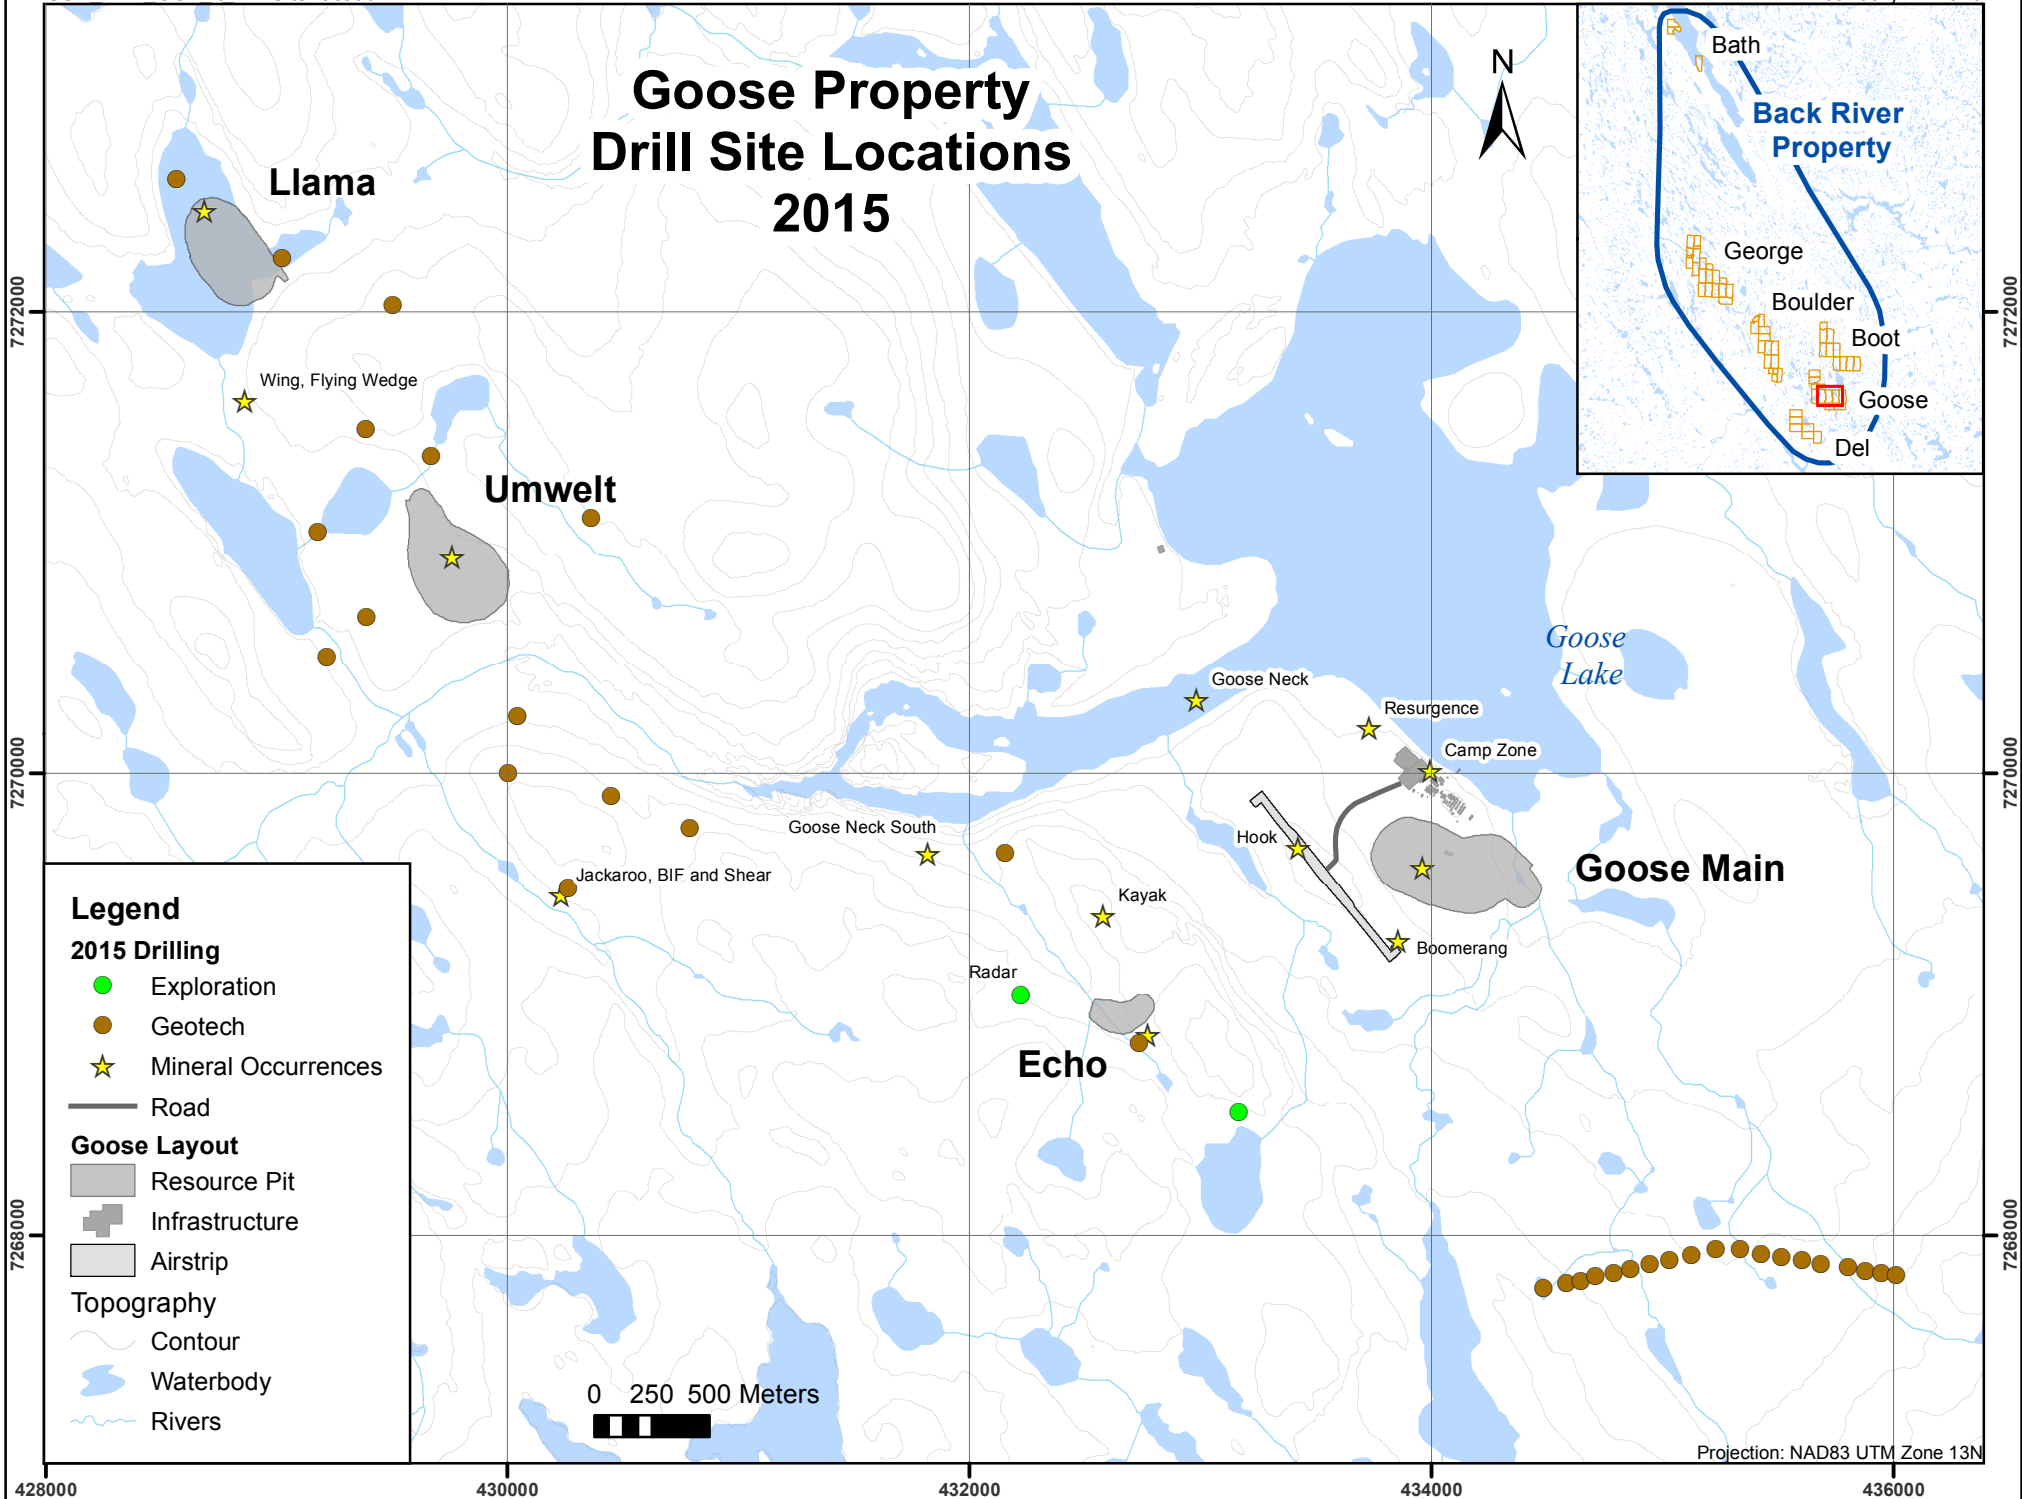 Goose Property
Drill Site Locations
2015
N
Bath
Back River
Property
George
Boulder
Boot
Goose
Del
Llama
7272000
7272000
Wing, Flying Wedge
Umwelt
Goose
Lake
Goose Neck
Resurgence
Camp Zone
7270000
7270000
Goose Neck South
Hook
Goose Main
Jackaroo, BIF and Shear
Kayak
Boomerang
Radar
Echo
Legend
2015 Drilling
Exploration
Geotech
Mineral Occurrences
Road
Goose Layout
Resource Pit
Infrastructure
Airstrip
Topography
Contour
Waterbody
Rivers
7268000
7268000
0 250 500 Meters
Projection: NAD83 UTM Zone 13N
428000 430000 432000 434000 436000